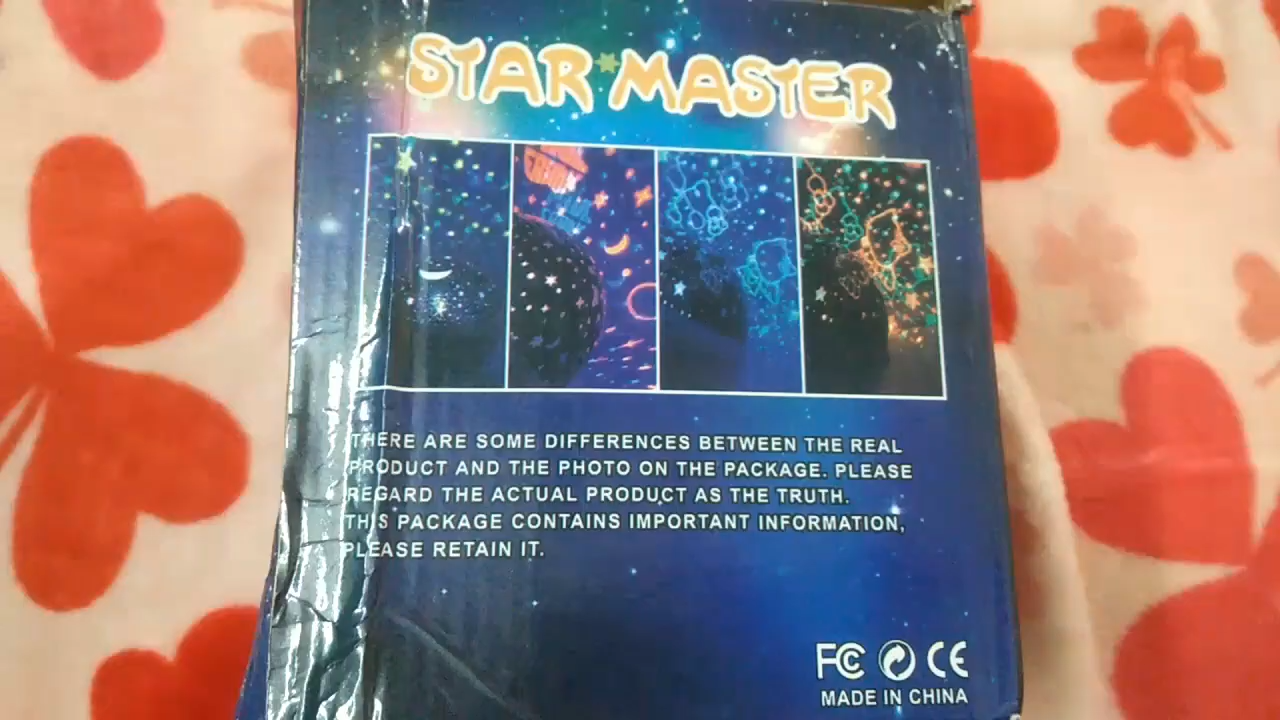 STAR MASTER
THERE ARE SOME DIFFERENCES BETWEEN THE REAL
PRODUCT AND THE PHOTO ON THE PACKAGE. PLEASE
REGARD THE ACTUAL PRODUCT AS THE TRUTH.
THIS PACKAGE CONTAINS IMPORTANT INFORMATION,
PLEASE RETAIN IT.
FC CE
MADE IN CHINA